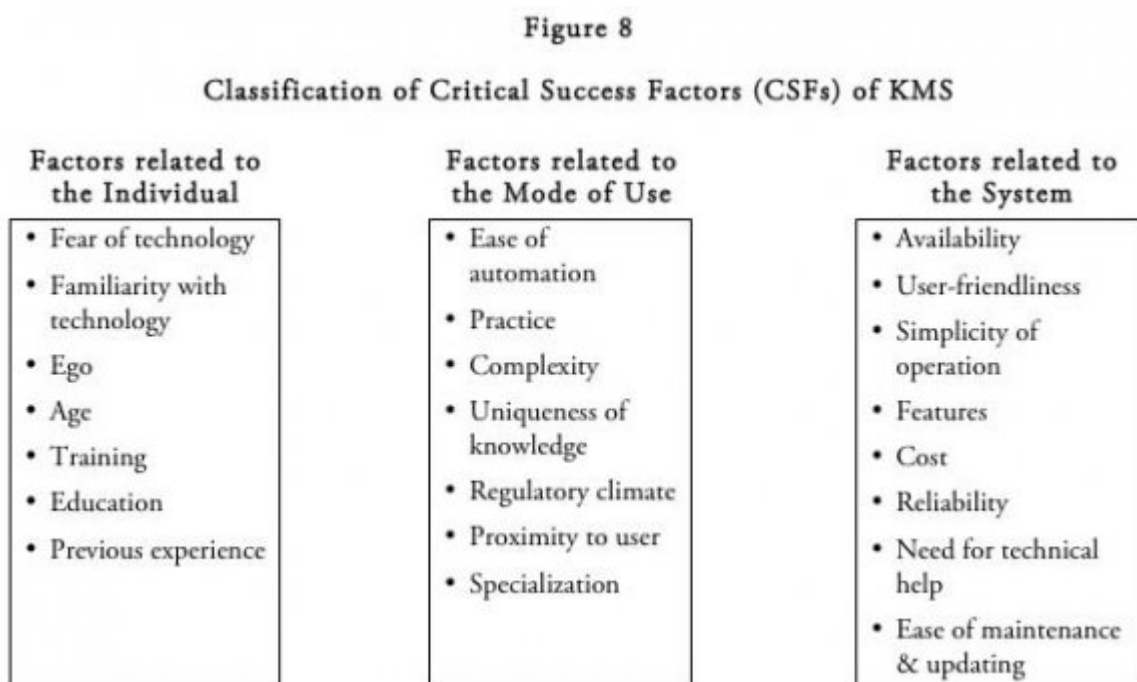 Figure 8
Classification of Critical Success Factors (CSFs) of KMS
Factors related to
the Individual
• Fear of technology
• Familiarity with
technology
• Ego
• Age
• Training
• Education
• Previous experience
Factors related to
the Mode of Use
• Ease of
automation
• Practice
• Complexity
• Uniqueness of
knowledge
• Regulatory climate
• Proximity to user
• Specialization
Factors related to
the System
• Availability
• User-friendliness
• Simplicity of
operation
• Features
• Cost
• Reliability
• Need for technical
help
• Ease of maintenance
& updating